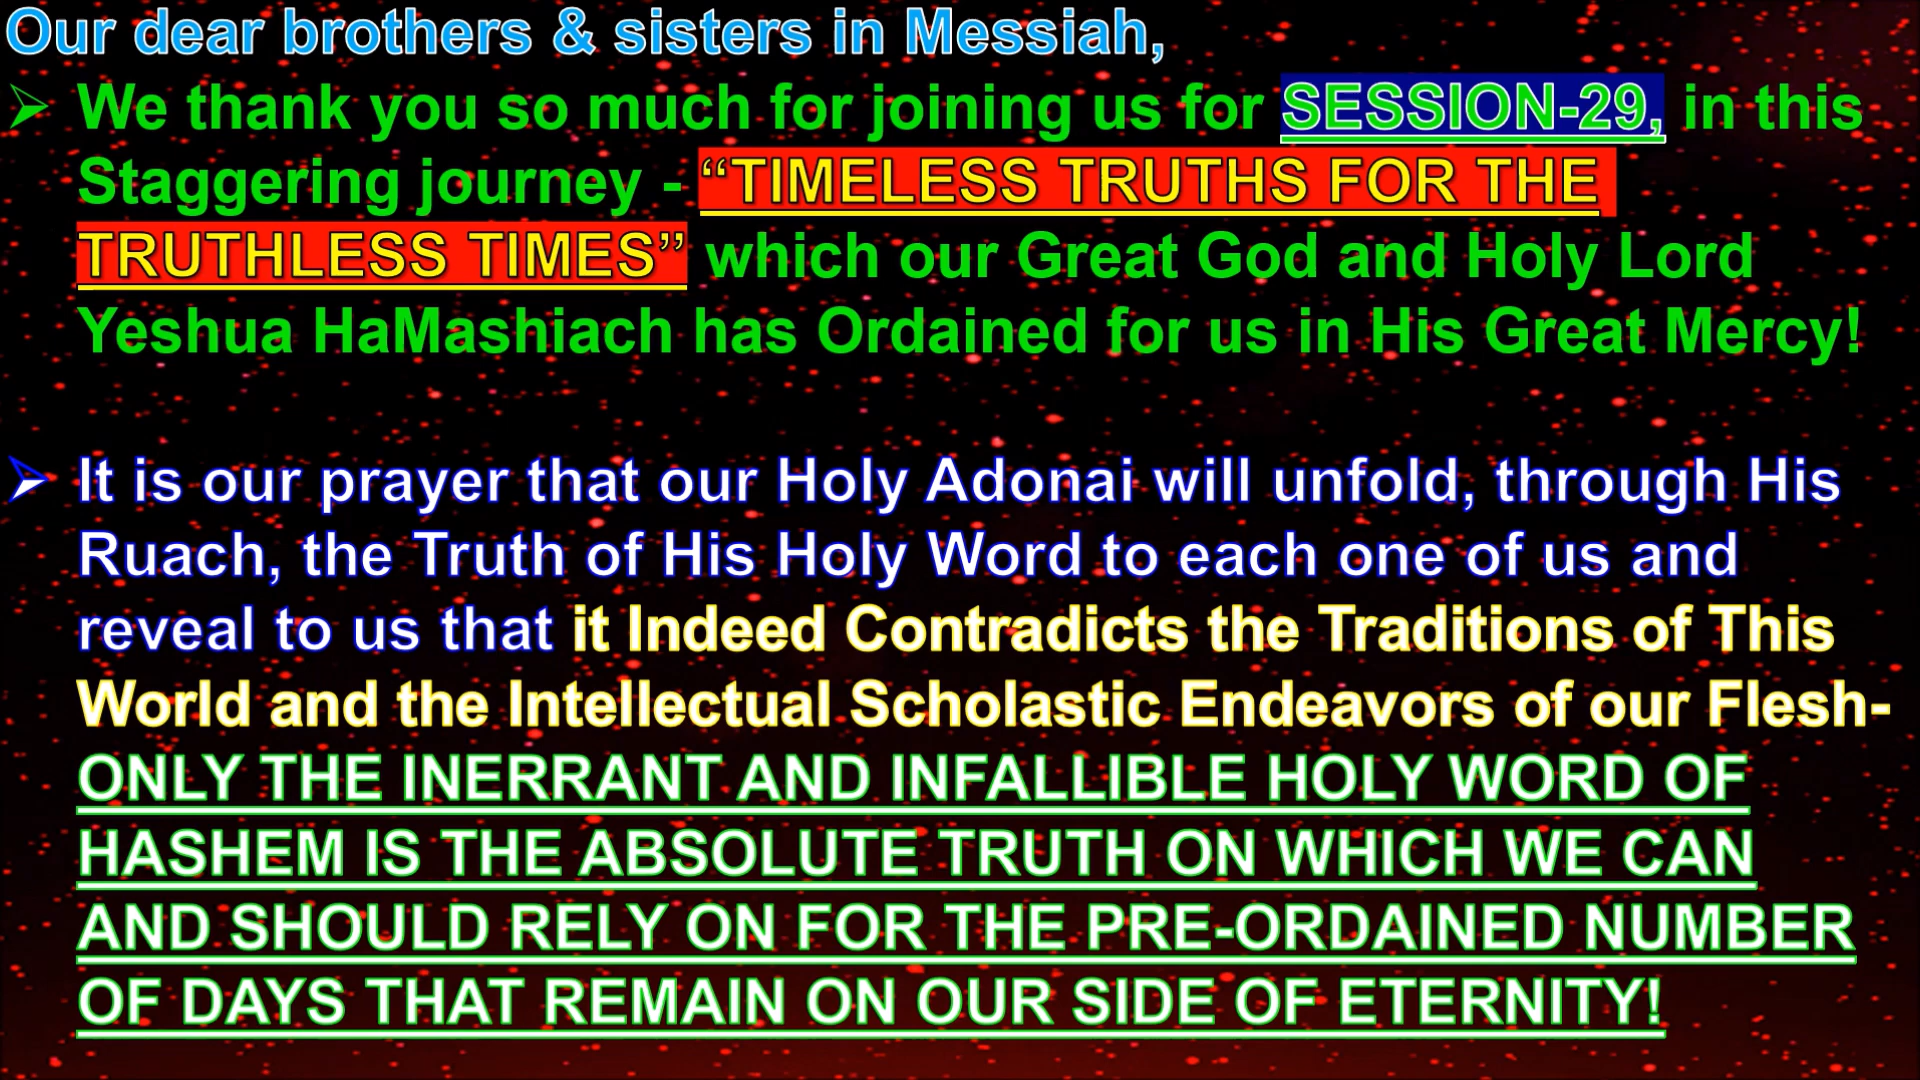 Our dear brothers & sisters in Messiah,
➢ We thank you so much for joining us for SESSION-29, in this
Staggering journey - “TIMELESS TRUTHS FOR THE
TRUTHLESS TIMES” which our Great God and Holy Lord
Yeshua HaMashiach has Ordained for us in His Great Mercy!
➢ It is our prayer that our Holy Adonai will unfold, through His
Ruach, the Truth of His Holy Word to each one of us and
reveal to us that it Indeed Contradicts the Traditions of This
World and the Intellectual Scholastic Endeavors of our Flesh-
ONLY THE INERRANT AND INFALLIBLE HOLY WORD OF
HASHEM IS THE ABSOLUTE TRUTH ON WHICH WE CAN
AND SHOULD RELY ON FOR THE PRE-ORDAINED NUMBER
OF DAYS THAT REMAIN ON OUR SIDE OF ETERNITY!